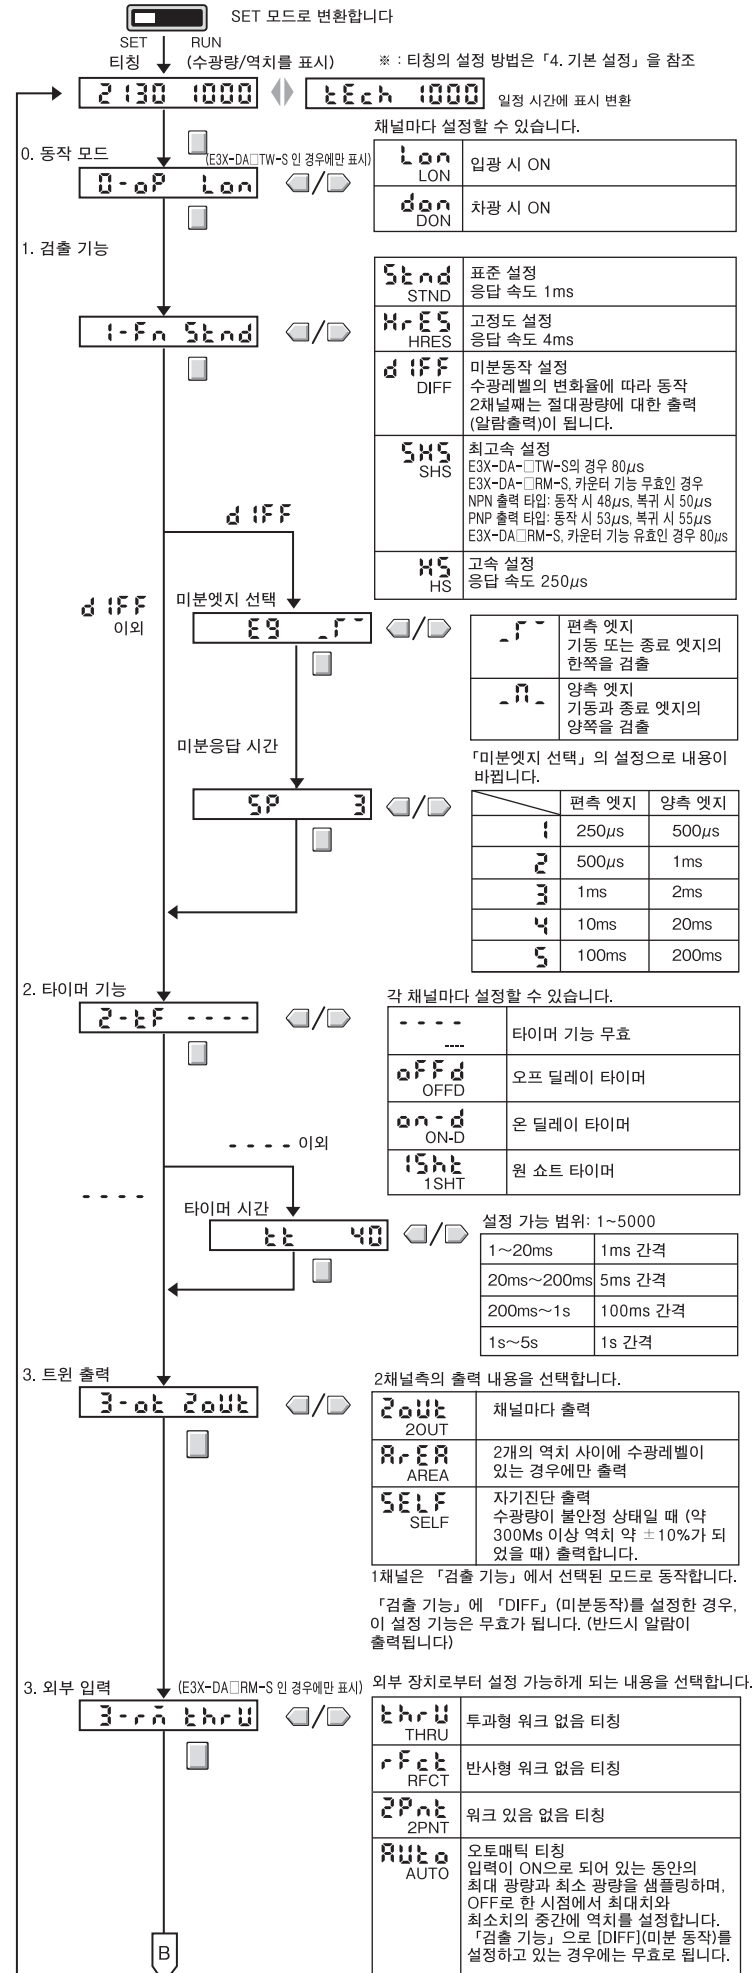 SET 모드로 변환합니다
SET RUN
티칭 (수광량/역치를 표시) ※ : 티칭의 설정 방법은「4. 기본 설정」을 참조
2130 1000 tEch 1000 일정 시간에 표시 변환
채널마다 설정할 수 있습니다.
0. 동작 모드
(E3X-DA□TW-S 인 경우에만 표시)
0-oP Lon
Lon
LON
입광 시 ON
don
DON
차광 시 ON
1. 검출 기능
1-Fn Stnd
Stnd
STND
표준 설정
응답 속도 1ms
HrES
HRES
고정도 설정
응답 속도 4ms
d IFF
DIFF
미분동작 설정
수광레벨의 변화율에 따라 동작
2채널째는 절대광량에 대한 출력
(알람출력)이 됩니다.
SHS
SHS
최고속 설정
E3X-DA-□TW-S의 경우 80μs
E3X-DA-□RM-S, 카운터 기능 무효인 경우
NPN 출력 타입: 동작 시 48μs, 복귀 시 50μs
PNP 출력 타입: 동작 시 53μs, 복귀 시 55μs
E3X-DA□RM-S, 카운터 기능 유효인 경우 80μs
HS
HS
고속 설정
응답 속도 250μs
d IFF
d IFF
이외
미분엣지 선택
E9 _┌¯
_┌¯
편측 엣지
기동 또는 종료 엣지의
한쪽을 검출
_∏_
양측 엣지
기동과 종료 엣지의
양쪽을 검출
미분응답 시간
「미분엣지 선택」의 설정으로 내용이
바뀝니다.
SP 3
편측 엣지 양측 엣지
1 250μs 500μs
2 500μs 1ms
3 1ms 2ms
4 10ms 20ms
5 100ms 200ms
2. 타이머 기능
각 채널마다 설정할 수 있습니다.
2-tF ----
----
----
타이머 기능 무효
oFFd
OFFD
오프 딜레이 타이머
on-d
ON-D
온 딜레이 타이머
1Sht
1SHT
원 쇼트 타이머
---- 이외
----
타이머 시간
tt 40
설정 가능 범위: 1~5000
1~20ms 1ms 간격
20ms~200ms 5ms 간격
200ms~1s 100ms 간격
1s~5s 1s 간격
3. 트윈 출력
2채널측의 출력 내용을 선택합니다.
3-ot 2oUt
2oUt
2OUT
채널마다 출력
ArEA
AREA
2개의 역치 사이에 수광레벨이
있는 경우에만 출력
SELF
SELF
자기진단 출력
수광량이 불안정 상태일 때 (약
300Ms 이상 역치 약 ±10%가 되
었을 때) 출력합니다.
1채널은 「검출 기능」에서 선택된 모드로 동작합니다.
「검출 기능」에 「DIFF」(미분동작)를 설정한 경우,
이 설정 기능은 무효가 됩니다. (반드시 알람이
출력됩니다)
3. 외부 입력 (E3X-DA□RM-S 인 경우에만 표시)
외부 장치로부터 설정 가능하게 되는 내용을 선택합니다.
3-rm thrU
thrU
THRU
투과형 워크 없음 티칭
rFct
RFCT
반사형 워크 없음 티칭
2Pnt
2PNT
워크 있음 없음 티칭
AUto
AUTO
오토매틱 티칭
입력이 ON으로 되어 있는 동안의
최대 광량과 최소 광량을 샘플링하며,
OFF로 한 시점에서 최대치와
최소치의 중간에 역치를 설정합니다.
「검출 기능」으로 [DIFF](미분 동작)를
설정하고 있는 경우에는 무효로 됩니다.
B